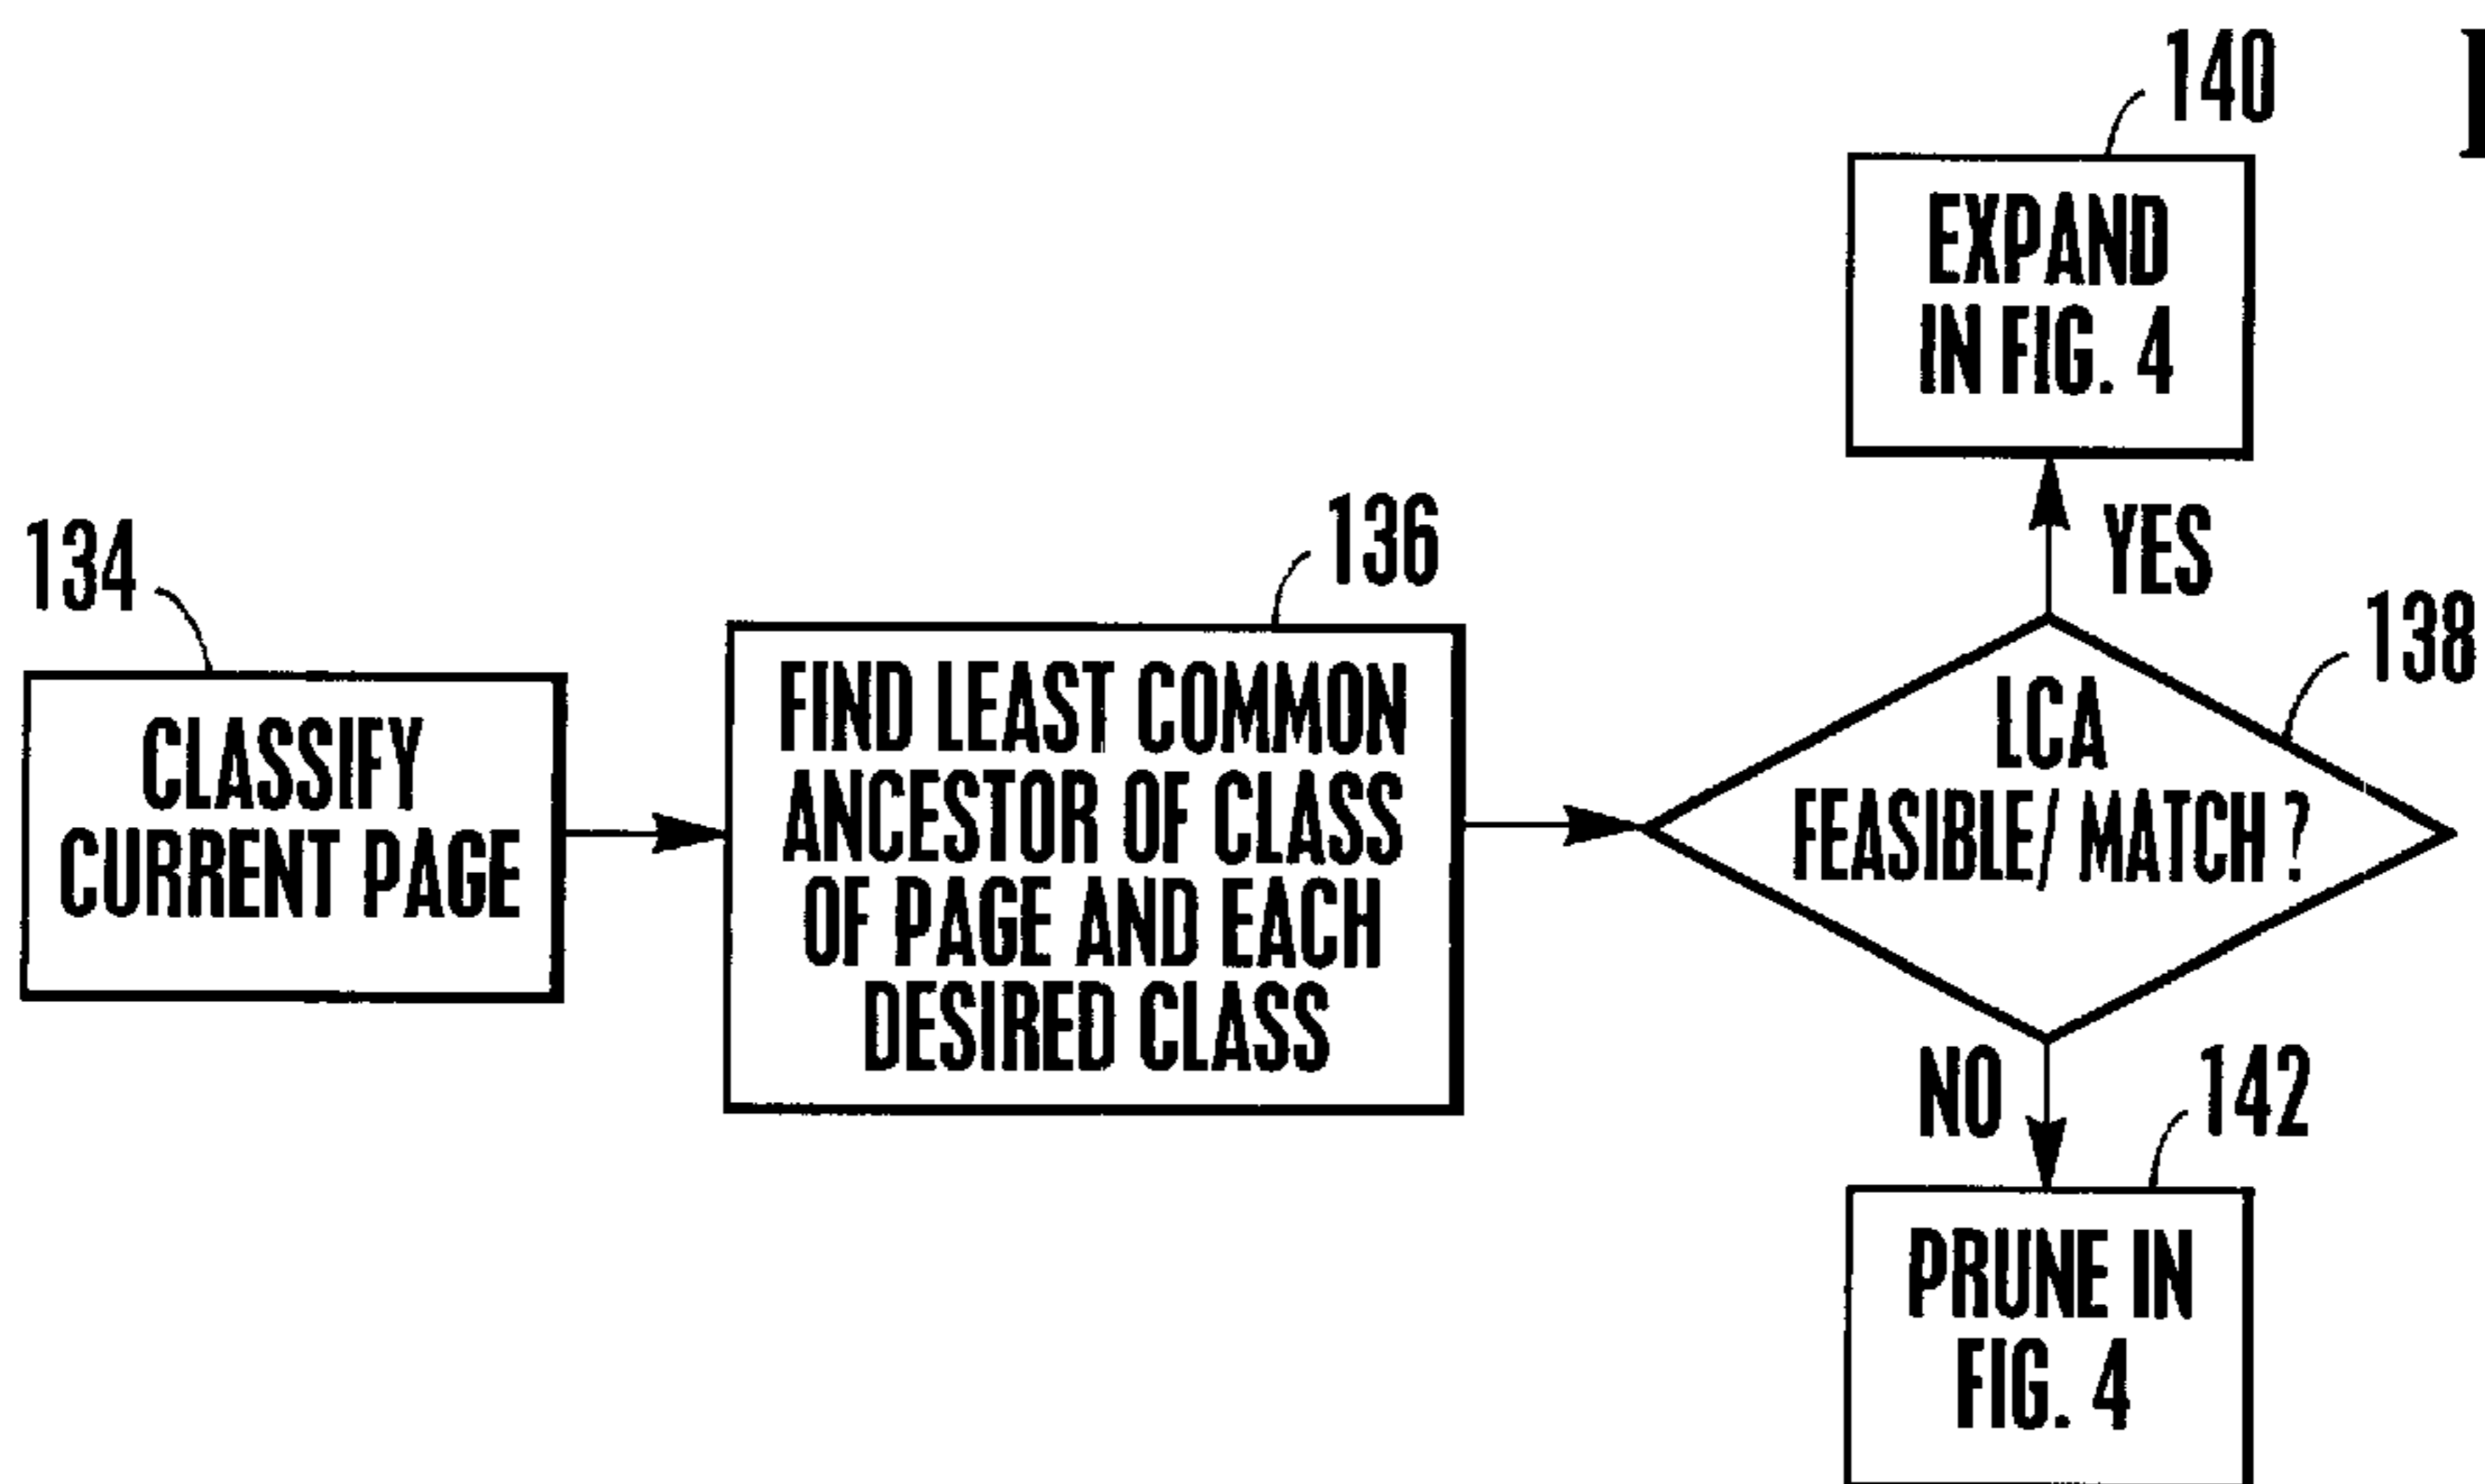 134
CLASSIFY
CURRENT PAGE
136
FIND LEAST COMMON
ANCESTOR OF CLASS
OF PAGE AND EACH
DESIRED CLASS
140
EXPAND
IN FIG. 4
YES
138
LCA
FEASIBLE/ MATCH ?
NO
142
PRUNE IN
FIG. 4